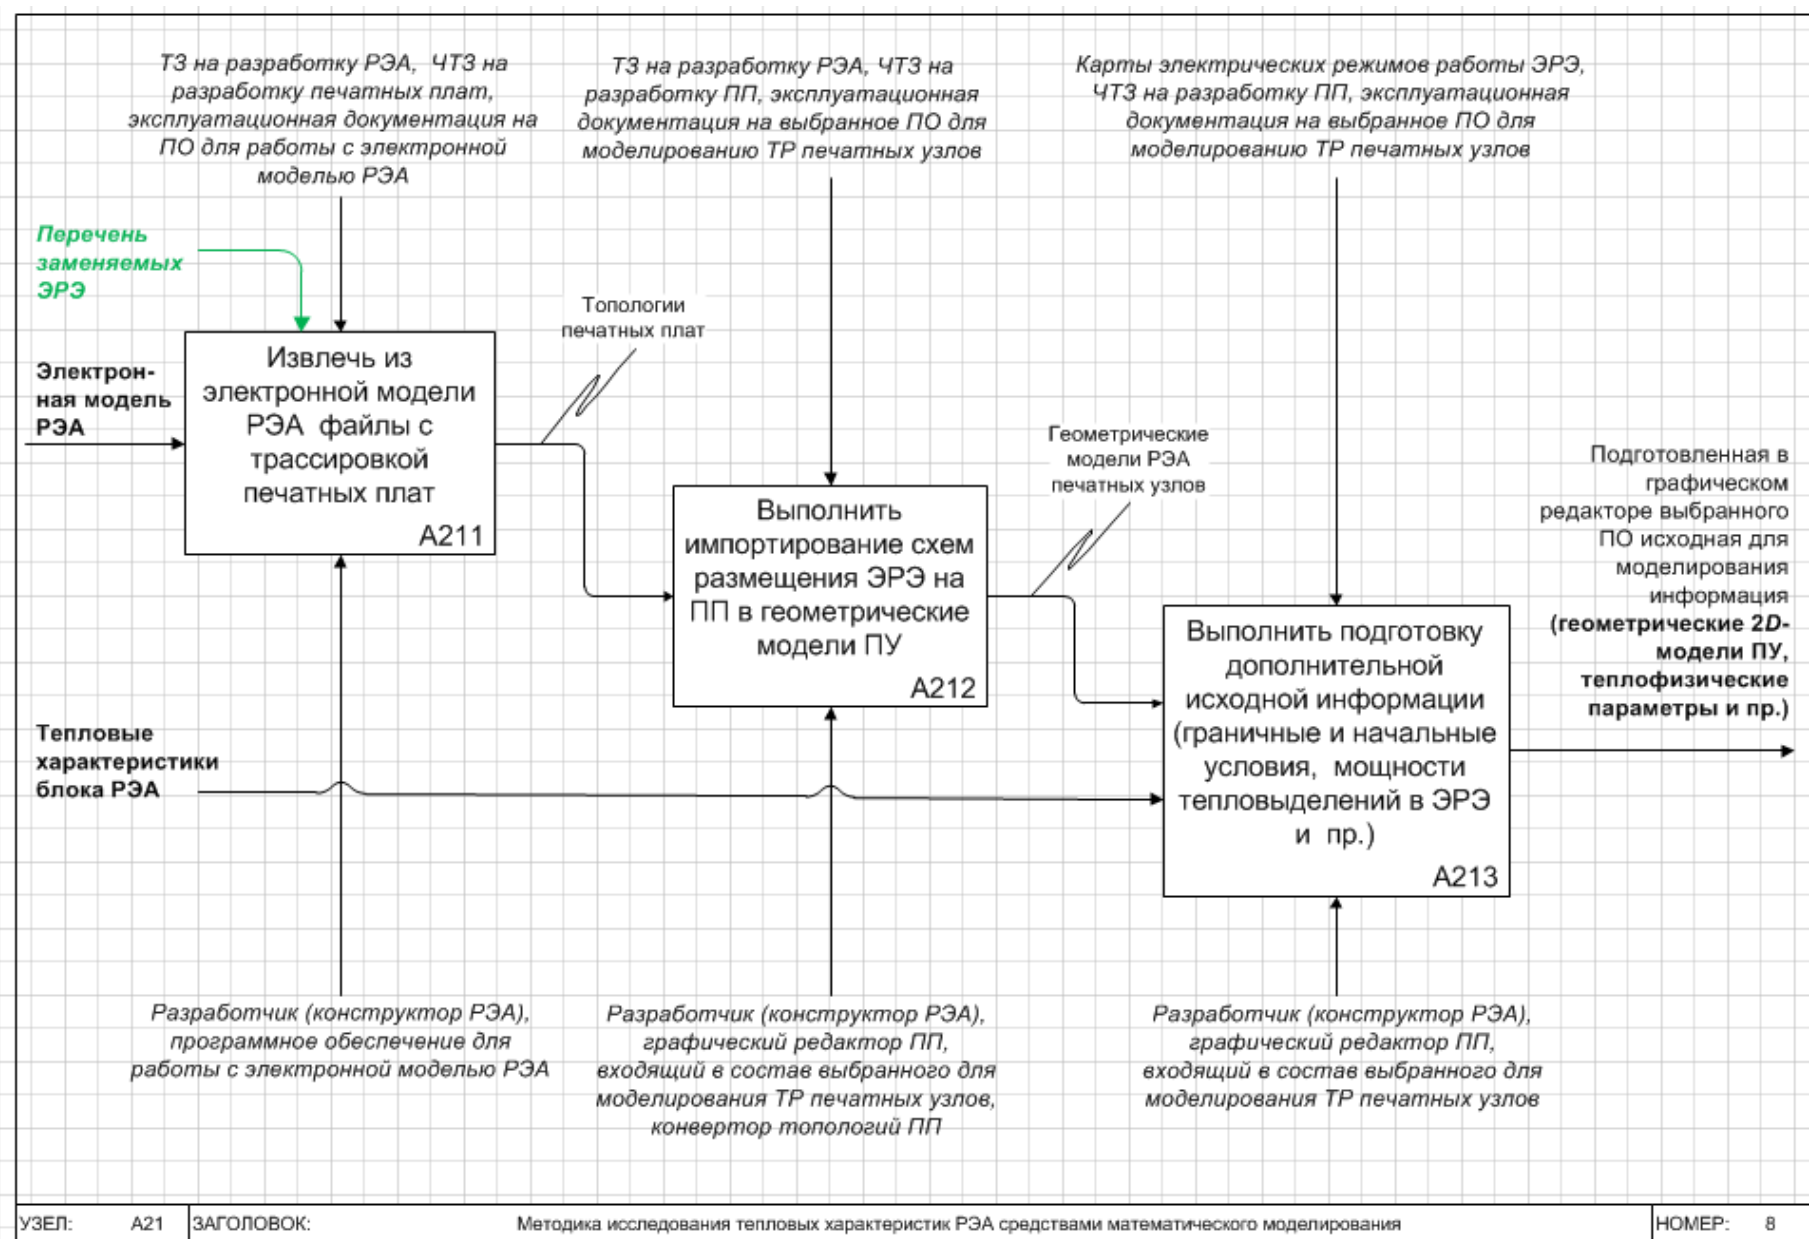 ТЗ на разработку РЭА, ЧТЗ на
разработку печатных плат,
эксплуатационная документация на
ПО для работы с электронной
моделью РЭА
ТЗ на разработку РЭА, ЧТЗ на
разработку ПП, эксплуатационная
документация на выбранное ПО для
моделированию ТР печатных узлов
Карты электрических режимов работы ЭРЭ,
ЧТЗ на разработку ПП, эксплуатационная
документация на выбранное ПО для
моделированию ТР печатных узлов
Перечень
заменяемых
ЭРЭ
Топологии
печатных плат
Электрон-
ная модель
РЭА
Извлечь из
электронной модели
РЭА файлы с
трассировкой
печатных плат
А211
Геометрические
модели РЭА
печатных узлов
Выполнить
импортирование схем
размещения ЭРЭ на
ПП в геометрические
модели ПУ
А212
Подготовленная в
графическом
редакторе выбранного
ПО исходная для
моделирования
информация
(геометрические 2D-
модели ПУ,
теплофизические
параметры и пр.)
Выполнить подготовку
дополнительной
исходной информации
(граничные и начальные
условия, мощности
тепловыделений в ЭРЭ
и пр.)
А213
Тепловые
характеристики
блока РЭА
Разработчик (конструктор РЭА),
программное обеспечение для
работы с электронной моделью РЭА
Разработчик (конструктор РЭА),
графический редактор ПП,
входящий в состав выбранного для
моделирования ТР печатных узлов,
конвертор топологий ПП
Разработчик (конструктор РЭА),
графический редактор ПП,
входящий в состав выбранного для
моделирования ТР печатных узлов
УЗЕЛ: А21 ЗАГОЛОВОК: Методика исследования тепловых характеристик РЭА средствами математического моделирования НОМЕР: 8